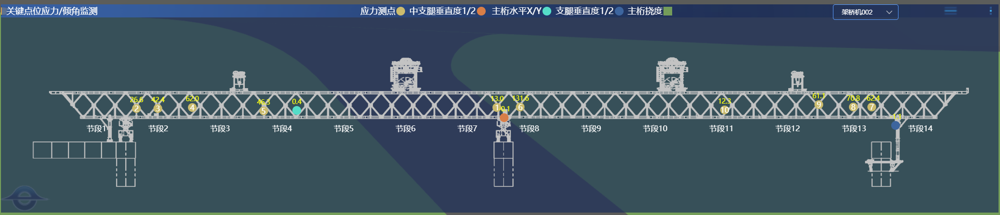 关键点位应力/倾角监测
应力测点 中支腿垂直度1/2 主桁水平X/Y 支腿垂直度1/2 主桁挠度
架桥机002
26.6 42.4 62.0 46.3 0.4 13.0 131.6 12.3 61.1 70.8 62.4
2 3 4 5 1 -0.1 6 10 9 8 7
1.1
节段1 节段2 节段3 节段4 节段5 节段6 节段7 节段8 节段9 节段10 节段11 节段12 节段13 节段14